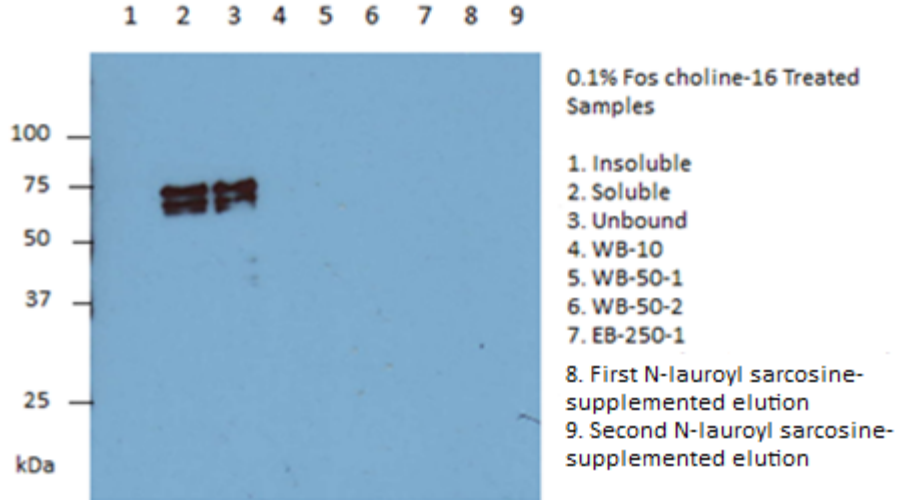 1 2 3 4 5 6 7 8 9
100
75
50
37
25
kDa
0.1% Fos choline-16 Treated
Samples
1. Insoluble
2. Soluble
3. Unbound
4. WB-10
5. WB-50-1
6. WB-50-2
7. EB-250-1
8. First N-lauroyl sarcosine-
supplemented elution
9. Second N-lauroyl sarcosine-
supplemented elution